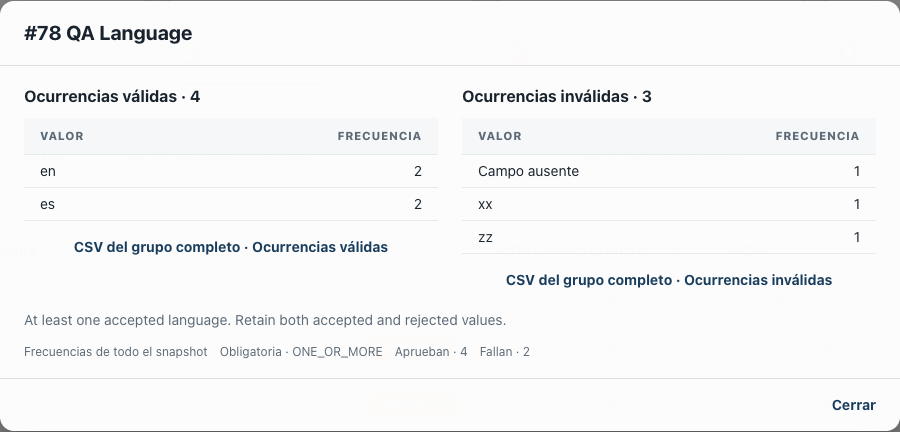 #78 QA Language
Ocurrencias válidas · 4
VALOR FRECUENCIA
en 2
es 2
CSV del grupo completo · Ocurrencias válidas
Ocurrencias inválidas · 3
VALOR FRECUENCIA
Campo ausente 1
xx 1
zz 1
CSV del grupo completo · Ocurrencias inválidas
At least one accepted language. Retain both accepted and rejected values.
Frecuencias de todo el snapshot Obligatoria · ONE_OR_MORE Aprueban · 4 Fallan · 2
Cerrar